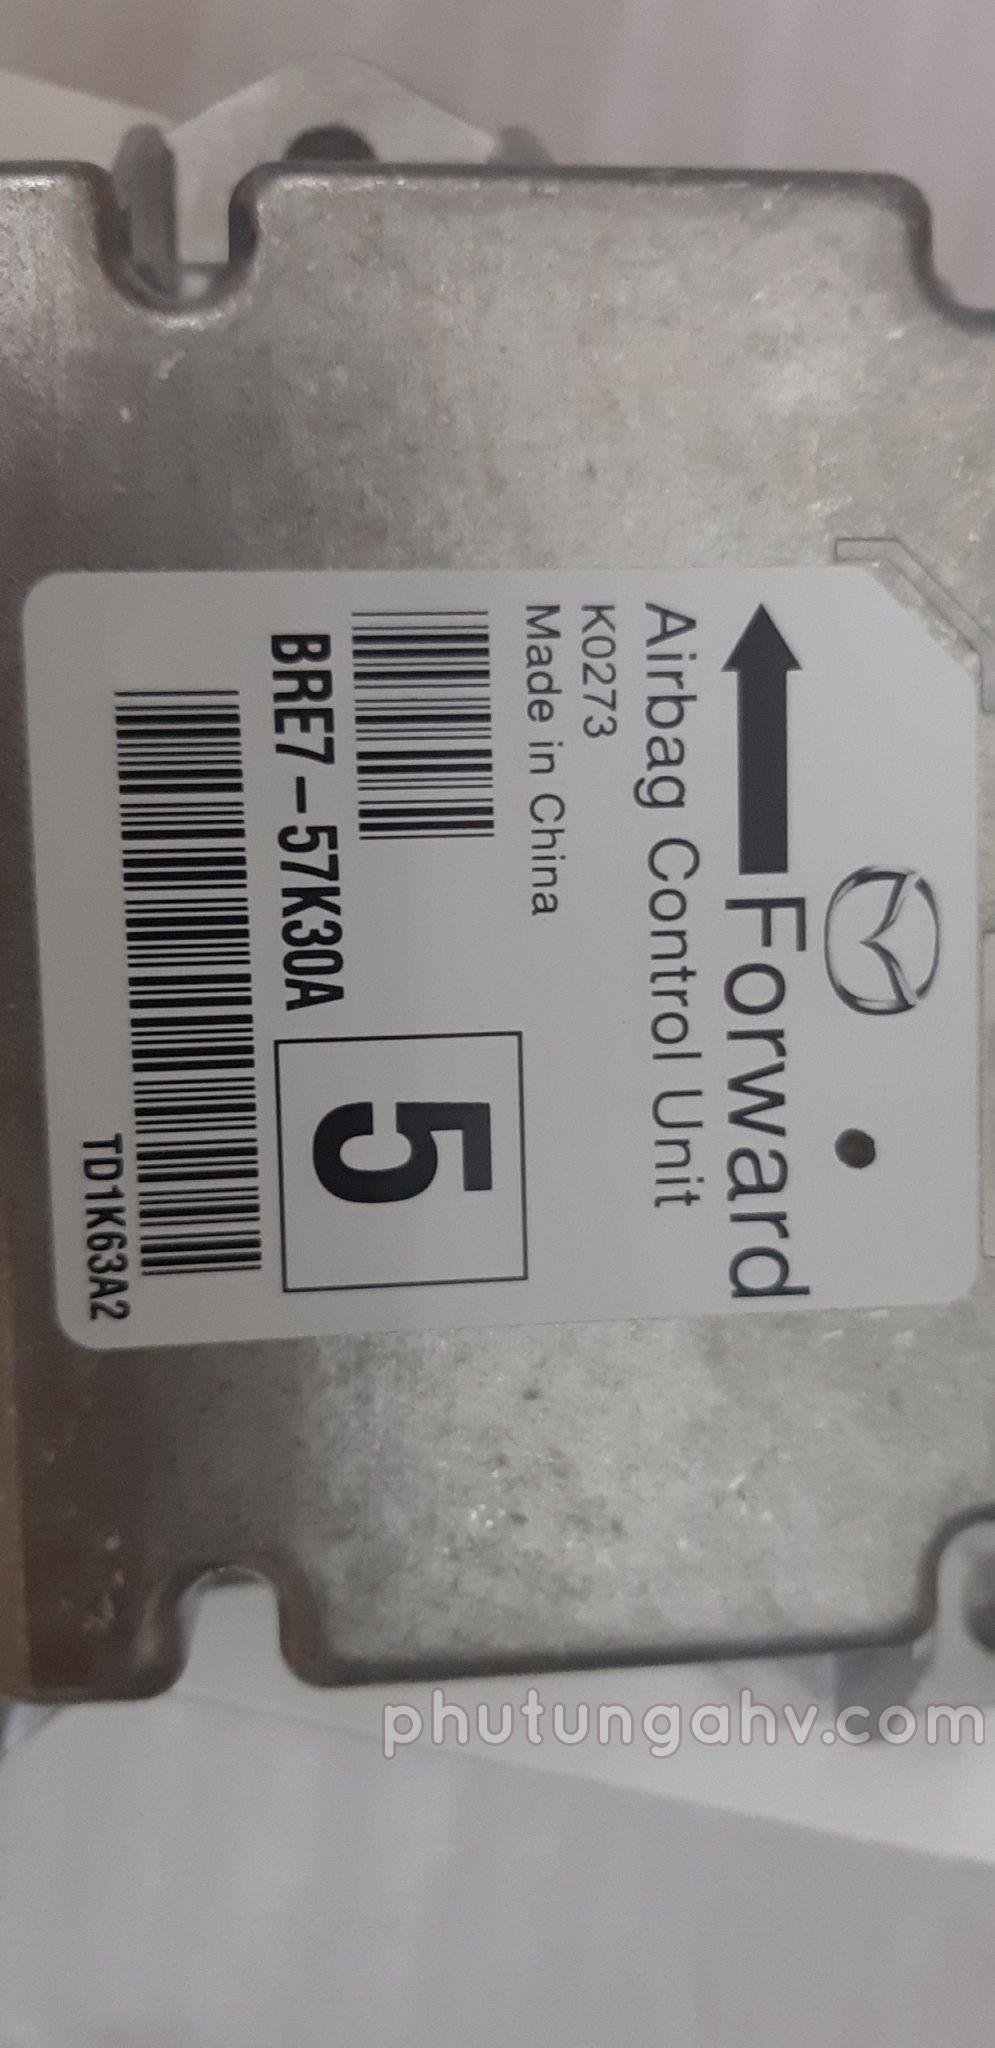 Forward
Airbag Control Unit
K0273
Made in China
BRE7-57K30A
5
TD1K63A2
phutungahv.com